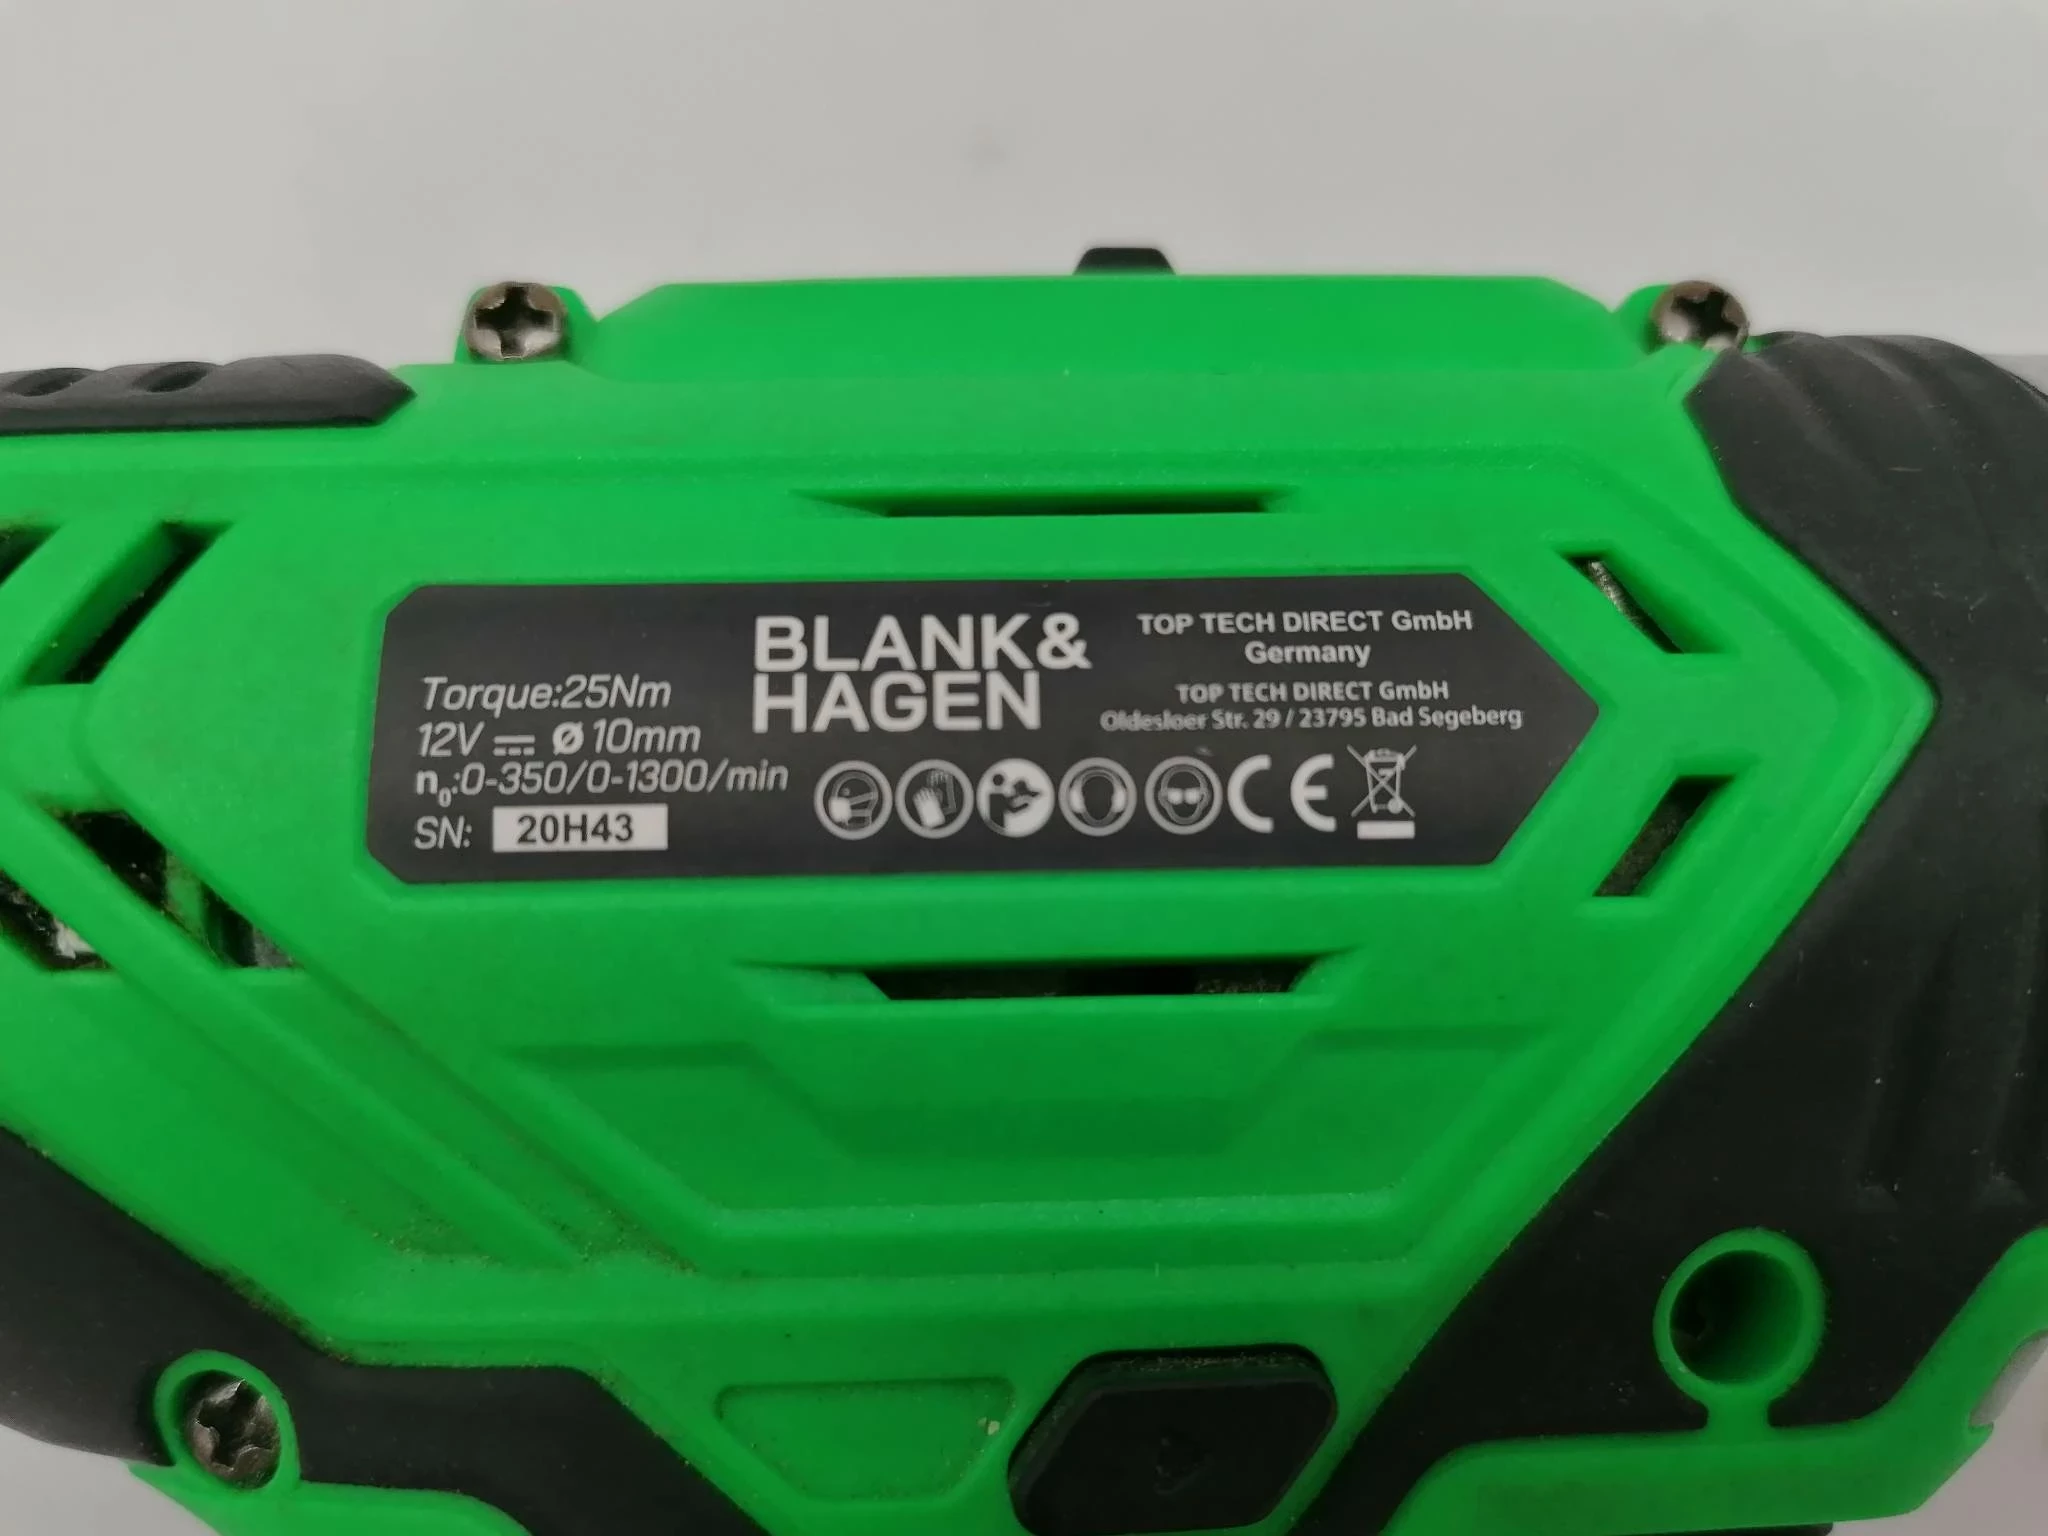 Torque:25Nm
12V ⎓ Ø 10mm
n₀:0-350/0-1300/min
SN: 20H43
BLANK&
HAGEN
TOP TECH DIRECT GmbH
Germany
TOP TECH DIRECT GmbH
Oldesloer Str. 29 / 23795 Bad Segeberg
CE